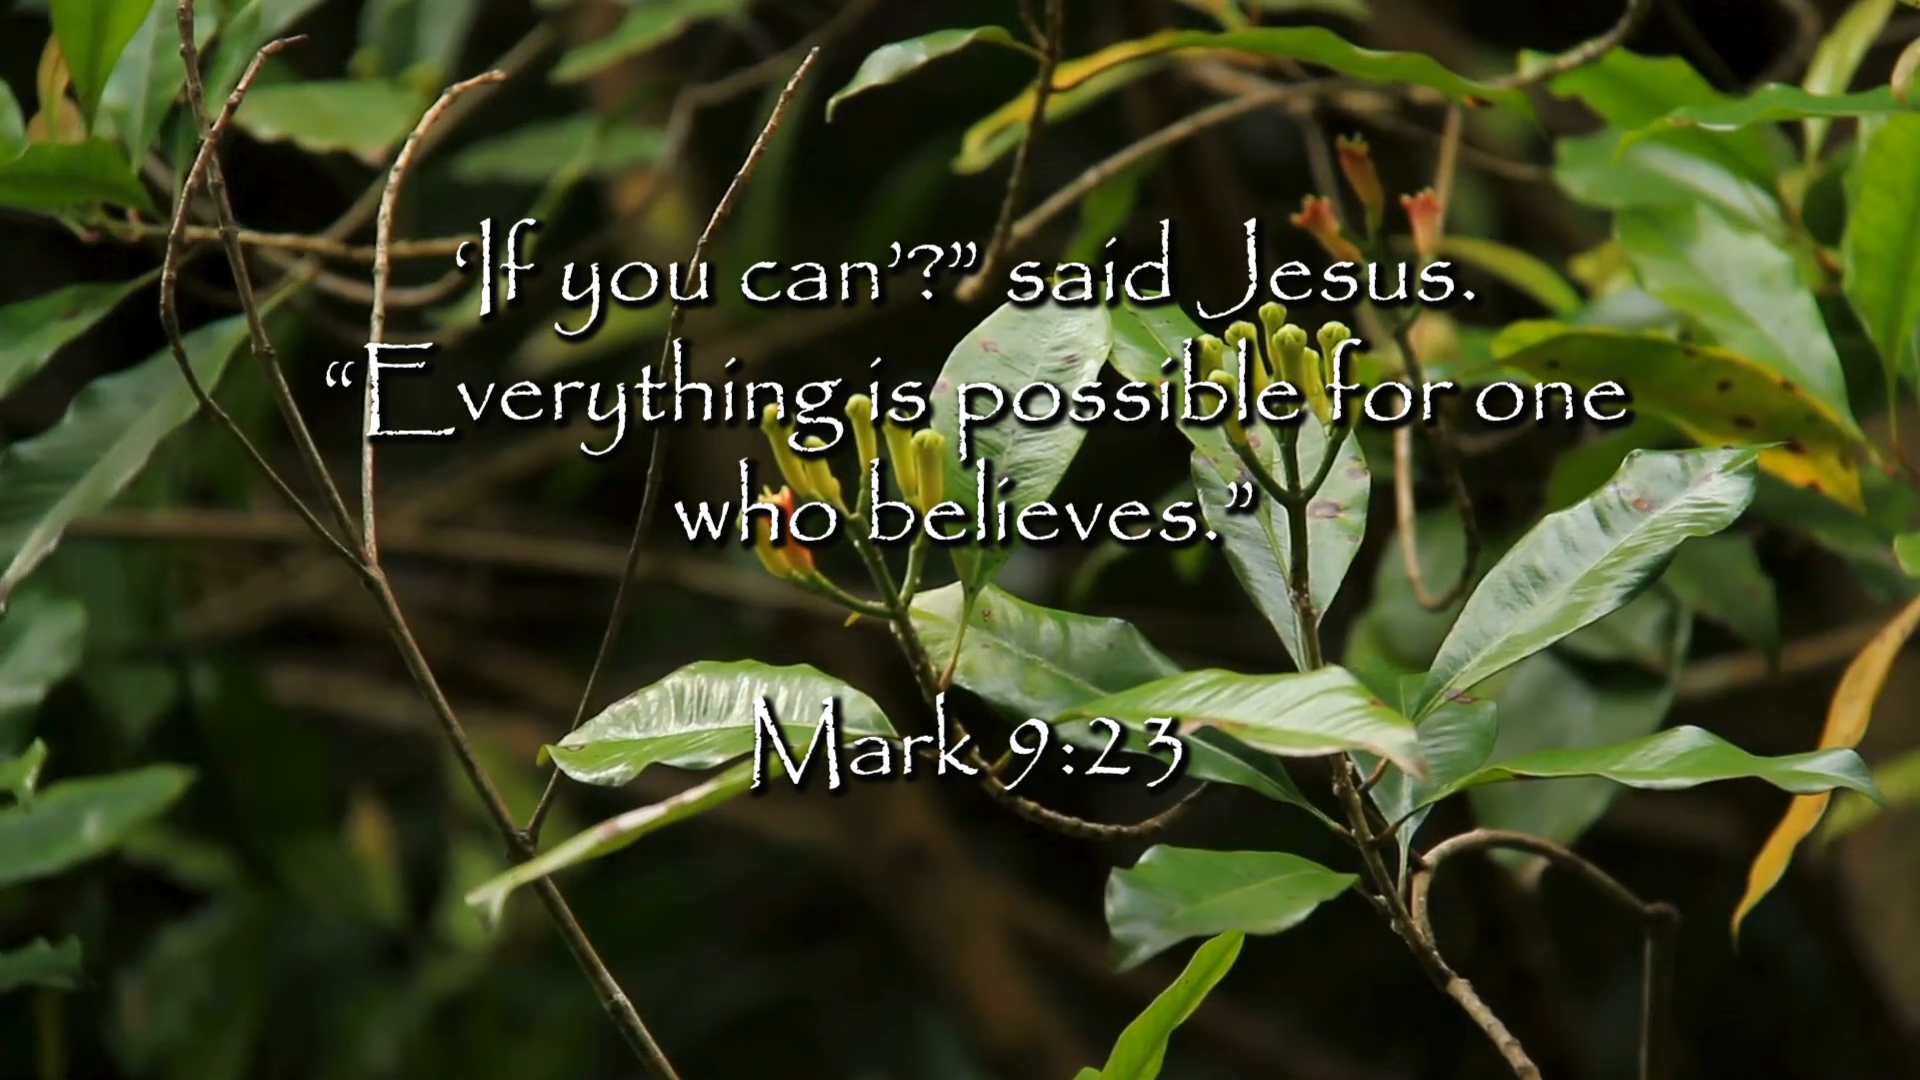 ‘If you can’?” said Jesus.
“Everything is possible for one
who believes.”
Mark 9:23